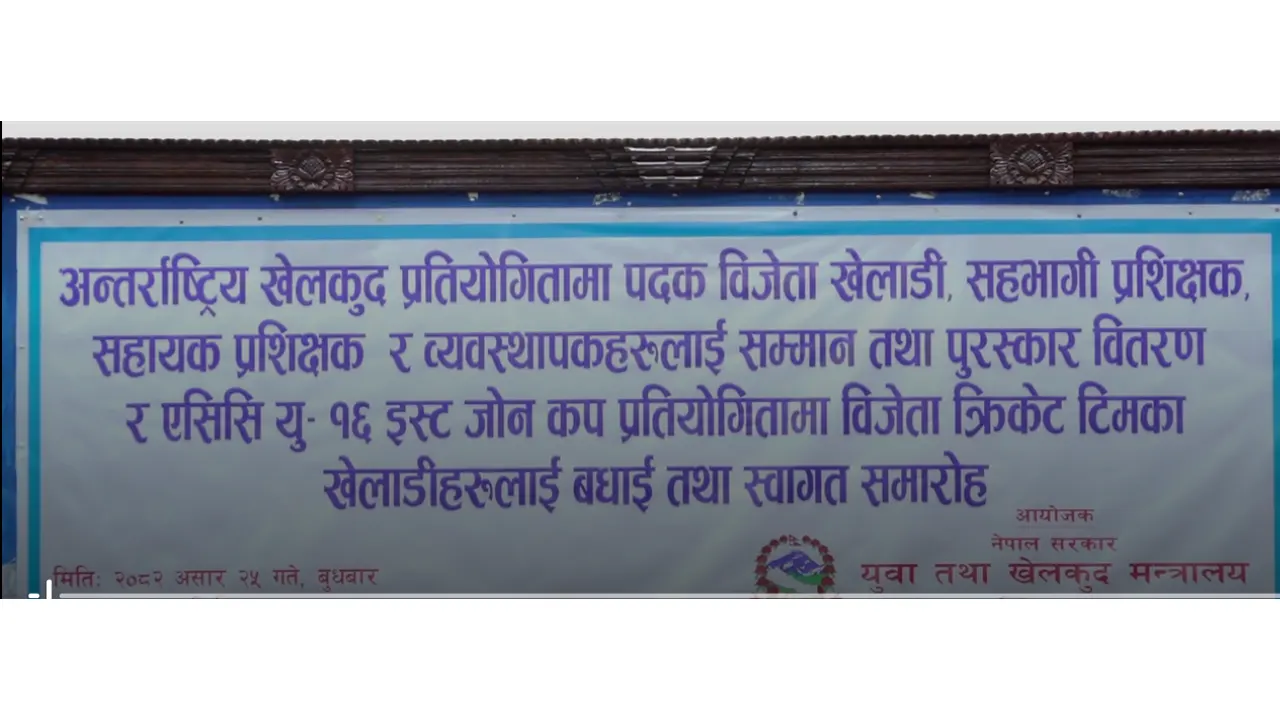 अन्तर्राष्ट्रिय खेलकुद प्रतियोगितामा पदक विजेता खेलाडी, सहभागी प्रशिक्षक,
सहायक प्रशिक्षक र व्यवस्थापकहरूलाई सम्मान तथा पुरस्कार वितरण
र एसिसि यु- १६ इस्ट जोन कप प्रतियोगितामा विजेता क्रिकेट टिमका
खेलाडीहरूलाई बधाई तथा स्वागत समारोह
आयोजक
नेपाल सरकार
युवा तथा खेलकुद मन्त्रालय
मितिः २०८२ असार २५ गते, बुधबार